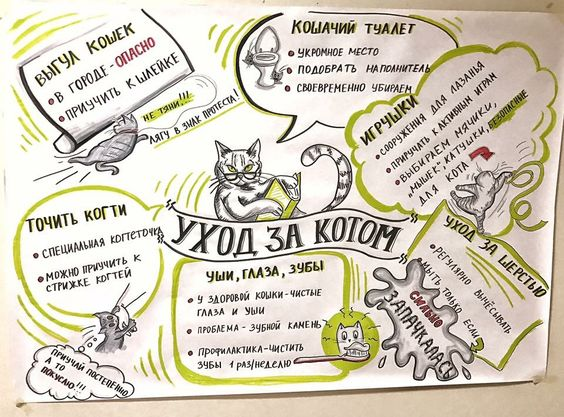 ВЫГУЛ КОШЕК
• В ГОРОДЕ-ОПАСНО
• ПРИУЧИТЬ К ШЛЕЙКЕ
НЕ ТЯНИ!!!
ЛЯГУ В ЗНАК ПРОТЕСТА!
КОШАЧИЙ ТУАЛЕТ
• УКРОМНОЕ МЕСТО
• ПОДОБРАТЬ НАПОЛНИТЕЛЬ
• СВОЕВРЕМЕННО УБИРАЕМ
ИГРУШКИ
• СООРУЖЕНИЯ ДЛЯ ЛАЗАНЬЯ
• ПРИУЧАТЬ К АКТИВНЫМ ИГРАМ
• ВЫБИРАЕМ МЯЧИКИ,
"МЫШЕК", КАТУШКИ, БЕЗОПАСНЫЕ
ДЛЯ КОТА
УХОД ЗА КОТОМ
ТОЧИТЬ КОГТИ
• СПЕЦИАЛЬНАЯ КОГТЕТОЧКА
• МОЖНО ПРИУЧИТЬ К
СТРИЖКЕ КОГТЕЙ
ПРИУЧАЙ ПОСТЕПЕННО,
ТО
ПОКУСАЮ!!!
УШИ, ГЛАЗА, ЗУБЫ
• У ЗДОРОВОЙ КОШКИ-ЧИСТЫЕ
ГЛАЗА И УШИ
• ПРОБЛЕМА - ЗУБНОЙ КАМЕНЬ
• ПРОФИЛАКТИКА-ЧИСТИТЬ
ЗУБЫ 1 РАЗ/НЕДЕЛЮ
УХОД ЗА ШЕРСТЬЮ
• РЕГУЛЯРНО ВЫЧЁСЫВАТЬ
• МЫТЬ ТОЛЬКО ЕСЛИ
СИЛЬНО
ЗАПАЧКАЛАСЬ